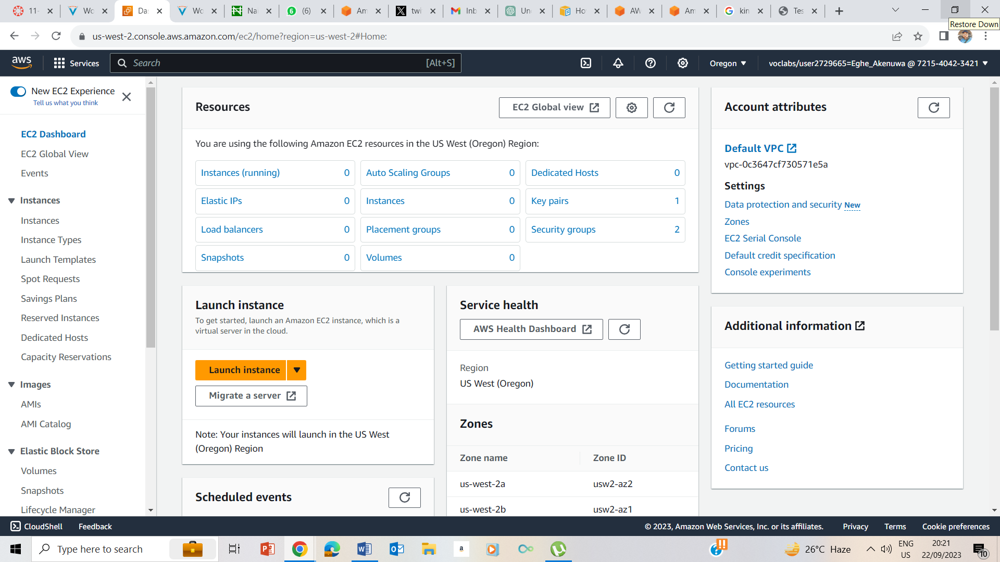 11-
Wo
Da
Wo
Nai
(6)
Am
twi
Inb
Un
Ho
AW
Am
kin
Tes
Restore Down
us-west-2.console.aws.amazon.com/ec2/home?region=us-west-2#Home:
aws
Services
Search
[Alt+S]
Oregon
voclabs/user2729665=Eghe_Akenuwa @ 7215-4042-3421
New EC2 Experience
Tell us what you think
EC2 Dashboard
EC2 Global View
Events
Instances
Instances
Instance Types
Launch Templates
Spot Requests
Savings Plans
Reserved Instances
Dedicated Hosts
Capacity Reservations
Images
AMIs
AMI Catalog
Elastic Block Store
Volumes
Snapshots
Lifecycle Manager
Resources
EC2 Global view
You are using the following Amazon EC2 resources in the US West (Oregon) Region:
Instances (running) 0
Auto Scaling Groups 0
Dedicated Hosts 0
Elastic IPs 0
Instances 0
Key pairs 1
Load balancers 0
Placement groups 0
Security groups 2
Snapshots 0
Volumes 0
Launch instance
To get started, launch an Amazon EC2 instance, which is a
virtual server in the cloud.
Launch instance
Migrate a server
Note: Your instances will launch in the US West
(Oregon) Region
Scheduled events
Service health
AWS Health Dashboard
Region
US West (Oregon)
Zones
Zone name Zone ID
us-west-2a usw2-az2
us-west-2b usw2-az1
Account attributes
Default VPC
vpc-0c3647cf730571e5a
Settings
Data protection and security New
Zones
EC2 Serial Console
Default credit specification
Console experiments
Additional information
Getting started guide
Documentation
All EC2 resources
Forums
Pricing
Contact us
CloudShell
Feedback
© 2023, Amazon Web Services, Inc. or its affiliates.
Privacy
Terms
Cookie preferences
Type here to search
a
26°C Haze
ENG
US
20:21
22/09/2023
10